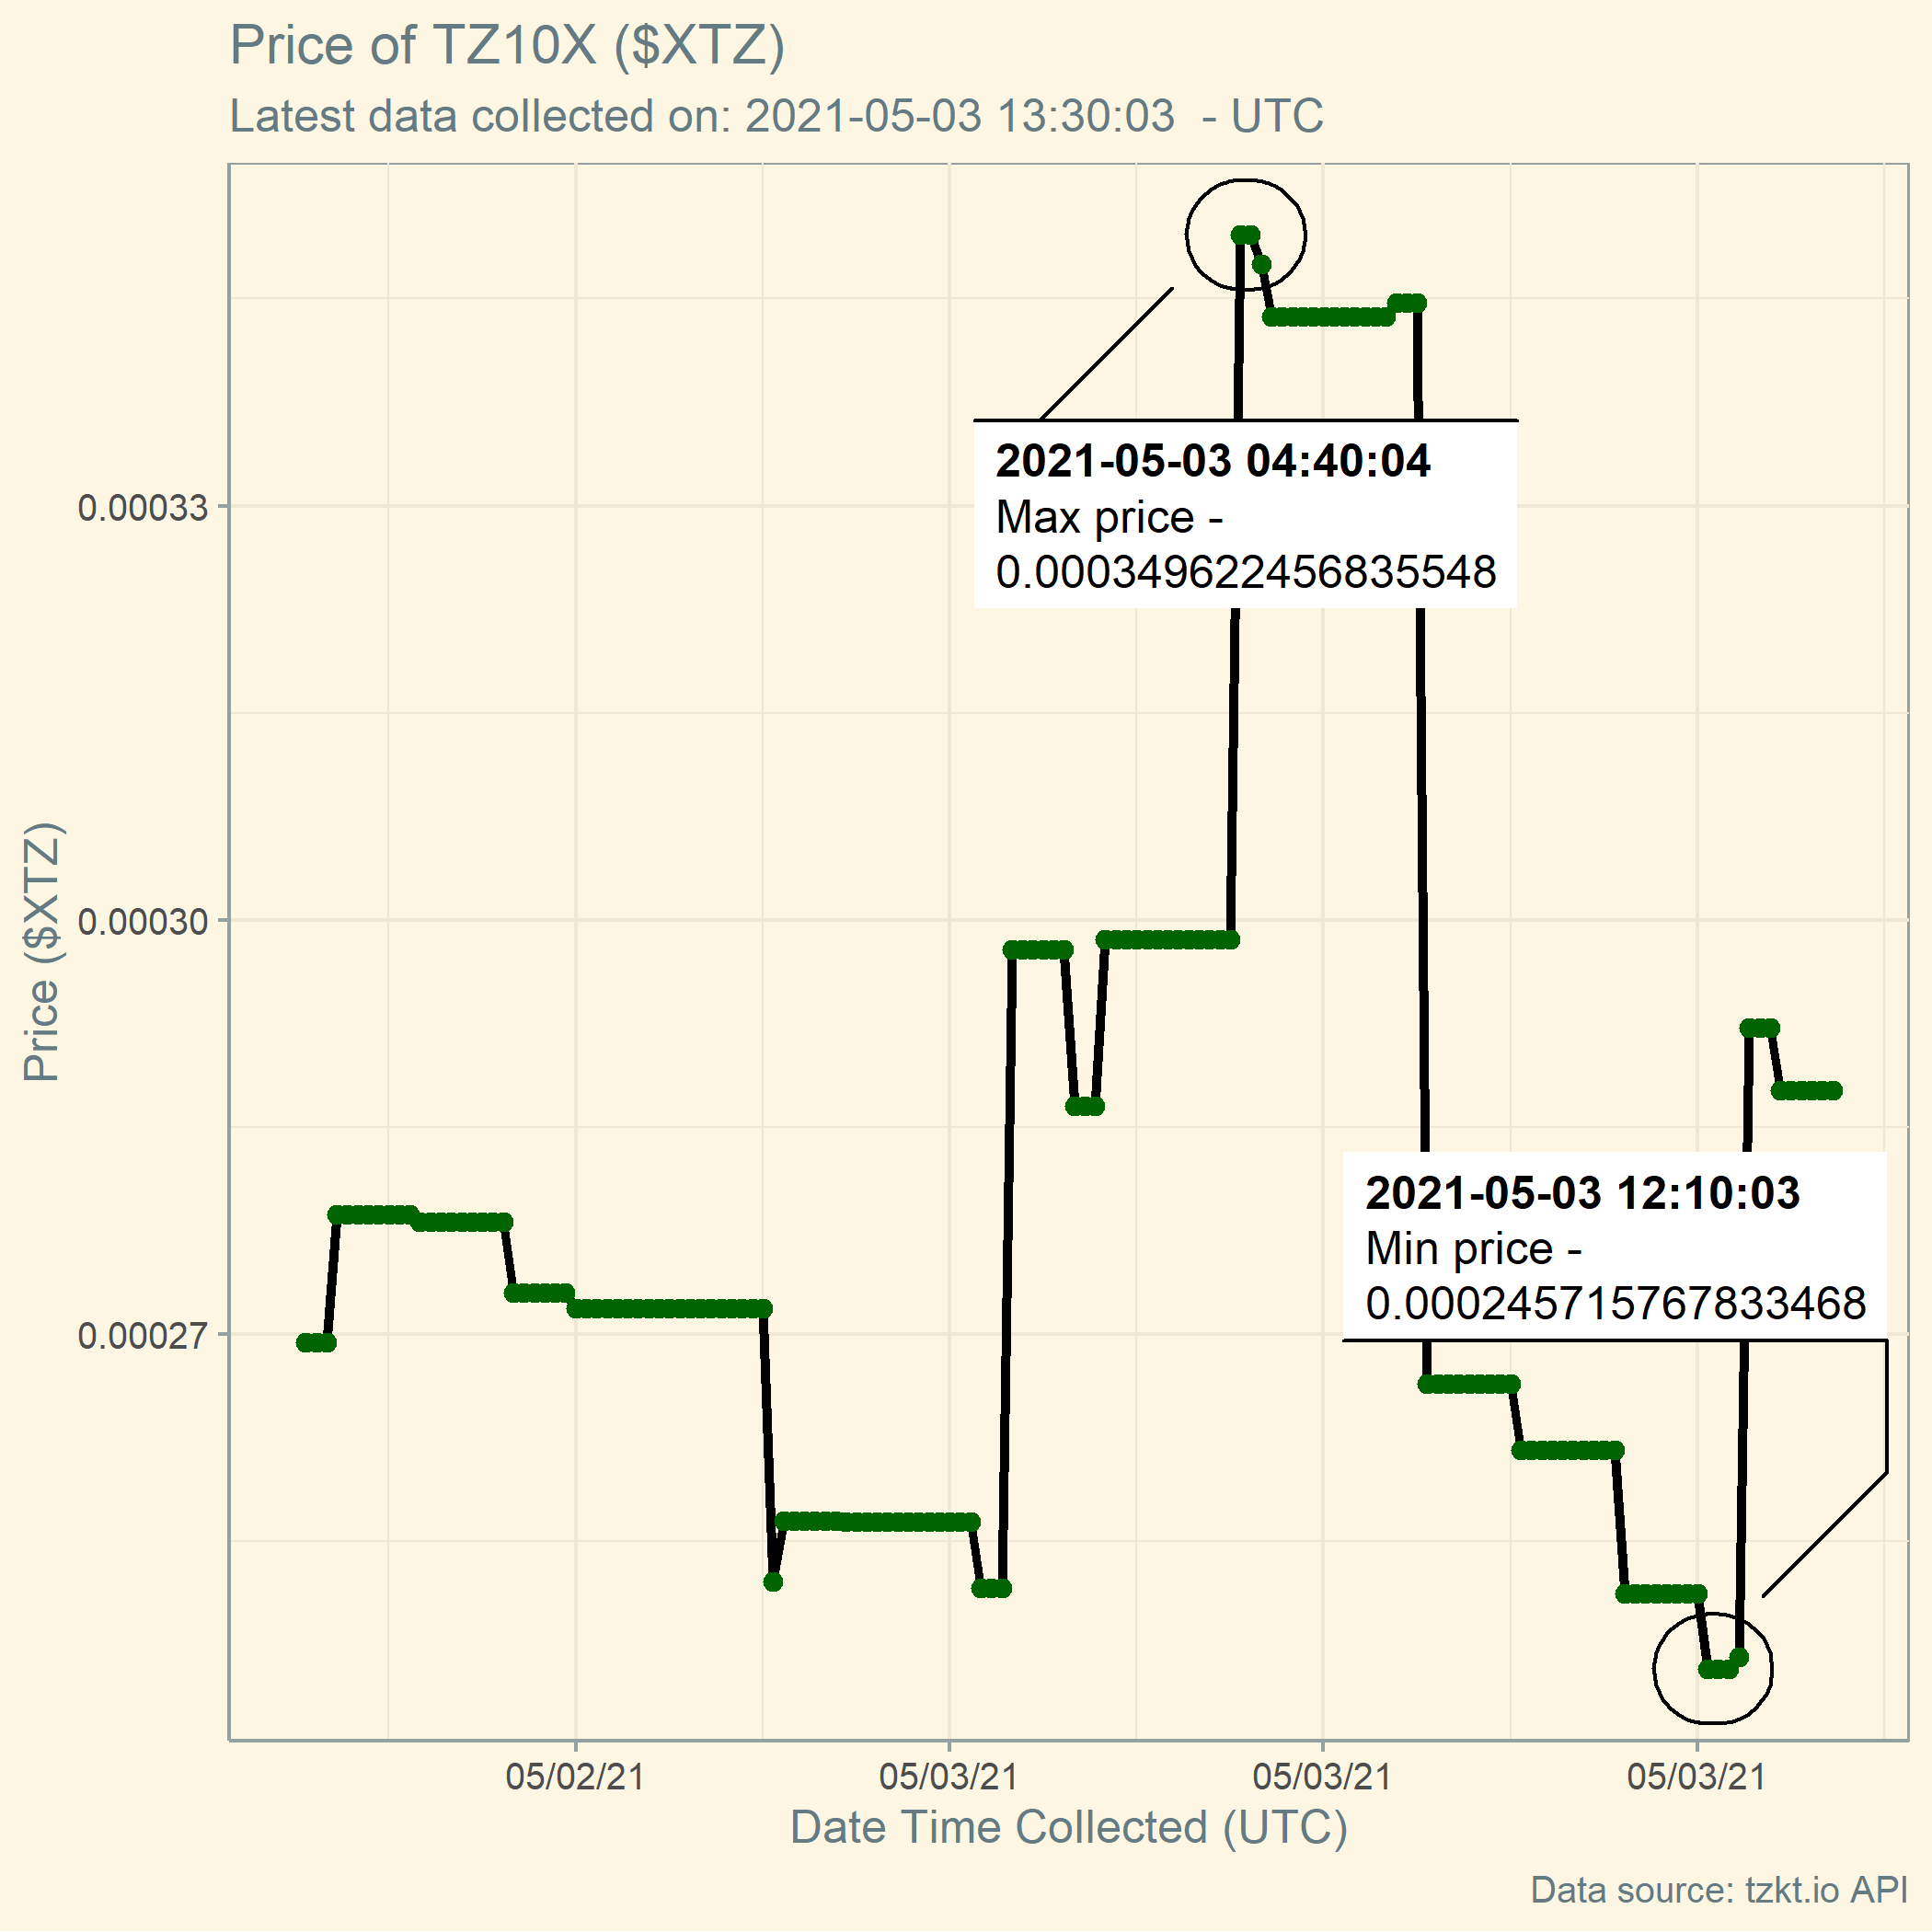 Price of TZ10X ($XTZ)
Latest data collected on: 2021-05-03 13:30:03  - UTC
2021-05-03 04:40:04
Max price -
0.000349622456835548
0.00033
Price ($XTZ)
0.00030
2021-05-03 12:10:03
Min price -
0.000245715767833468
0.00027
05/02/21
05/03/21
05/03/21
05/03/21
Date Time Collected (UTC)
Data source: tzkt.io API